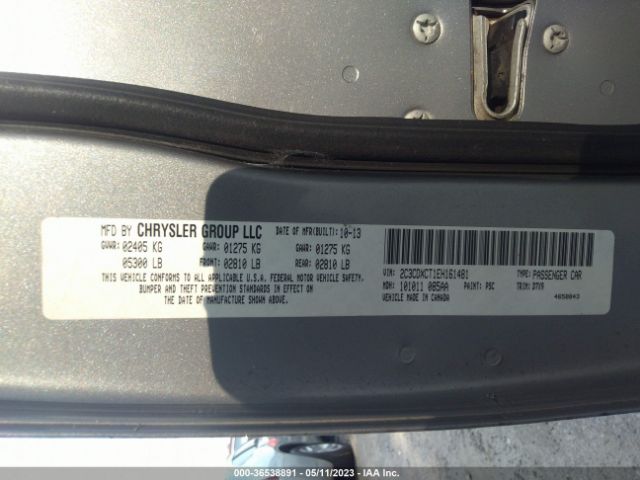 MFD BY CHRYSLER GROUP LLC DATE OF MFR(BUILT): 10-13
GVWR: 02405 KG GAWR: 01275 KG GAWR: 01275 KG
05300 LB FRONT: 02810 LB REAR: 02810 LB
THIS VEHICLE CONFORMS TO ALL APPLICABLE U.S.A. FEDERAL MOTOR VEHICLE SAFETY,
BUMPER AND THEFT PREVENTION STANDARDS IN EFFECT ON
THE DATE OF MANUFACTURE SHOWN ABOVE.
VIN: 2C3CDXCT1EH161481 TYPE: PASSENGER CAR
MDH: 101011 085AA PAINT: PSC TRIM: D7X9
VEHICLE MADE IN CANADA 4650843
000-36538891 - 05/11/2023 - IAA Inc.